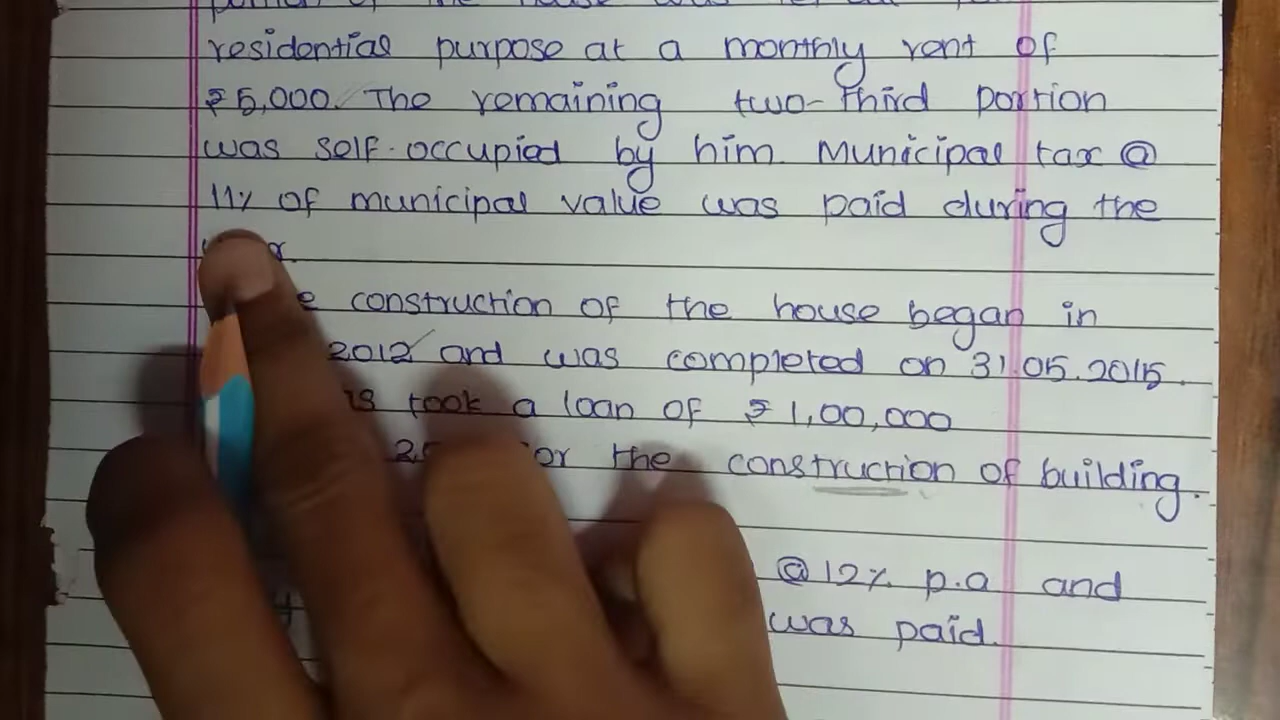 residential purpose at a monthly rent of
₹5,000. The remaining two-third portion
was self-occupied by him. Municipal tax @
11% of municipal value was paid during the
construction of the house began in
2012 and was completed on 31.05.2015.
took a loan of ₹1,00,000
the construction of building.
@12% p.a and
was paid.